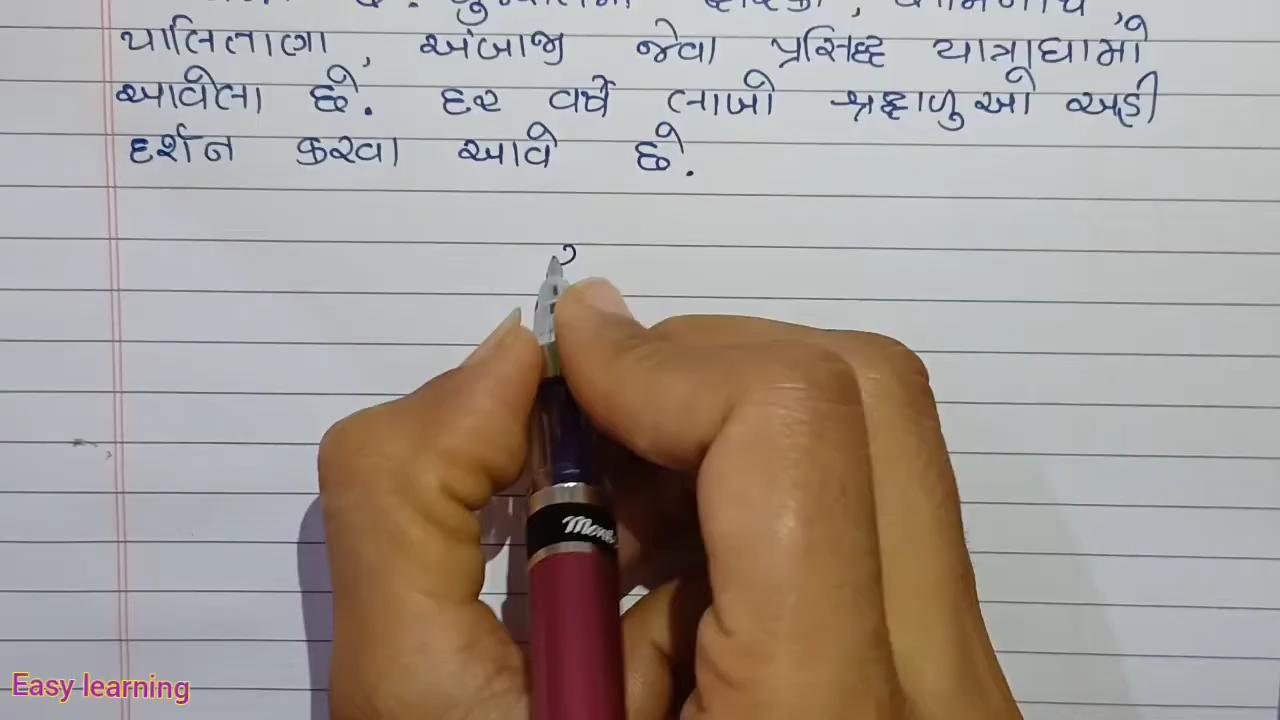 પાલિતાણા, અંબાજી જેવા પ્રસિદ્ધ યાત્રાધામો
આવેલા છે. દર વર્ષે લાખો શ્રદ્ધાળુઓ અહી
દર્શન કરવા આવે છે.
Easy learning